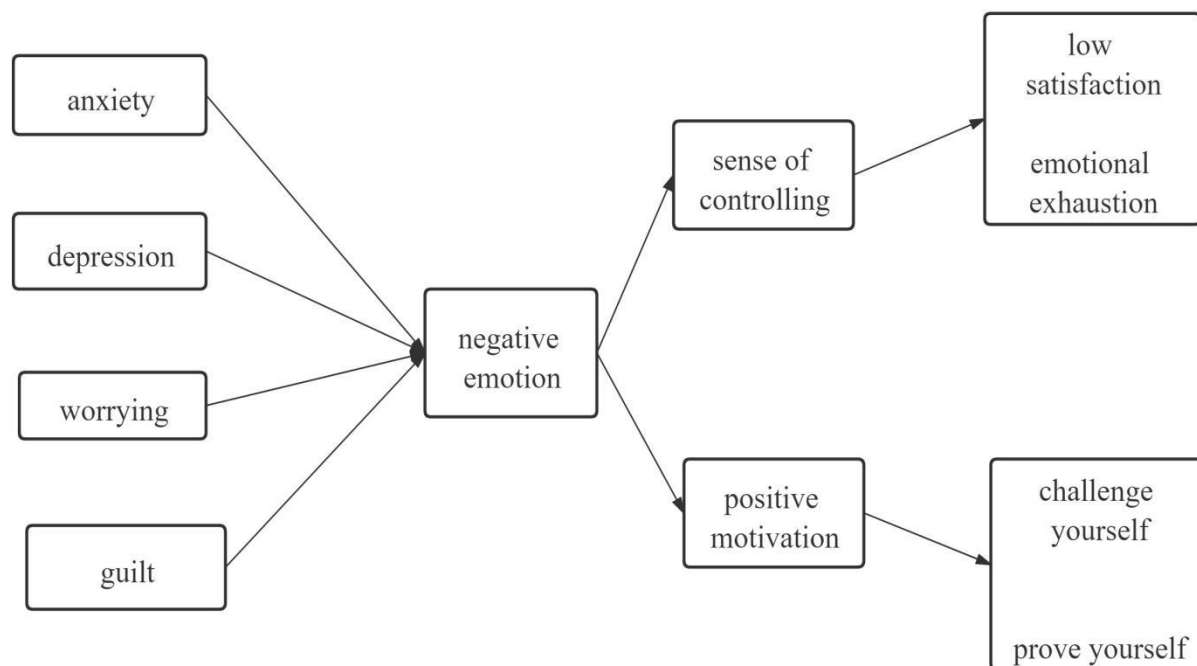 anxiety
depression
worrying
guilt
negative
emotion
sense of
controlling
positive
motivation
low
satisfaction
emotional
exhaustion
challenge
yourself
prove yourself